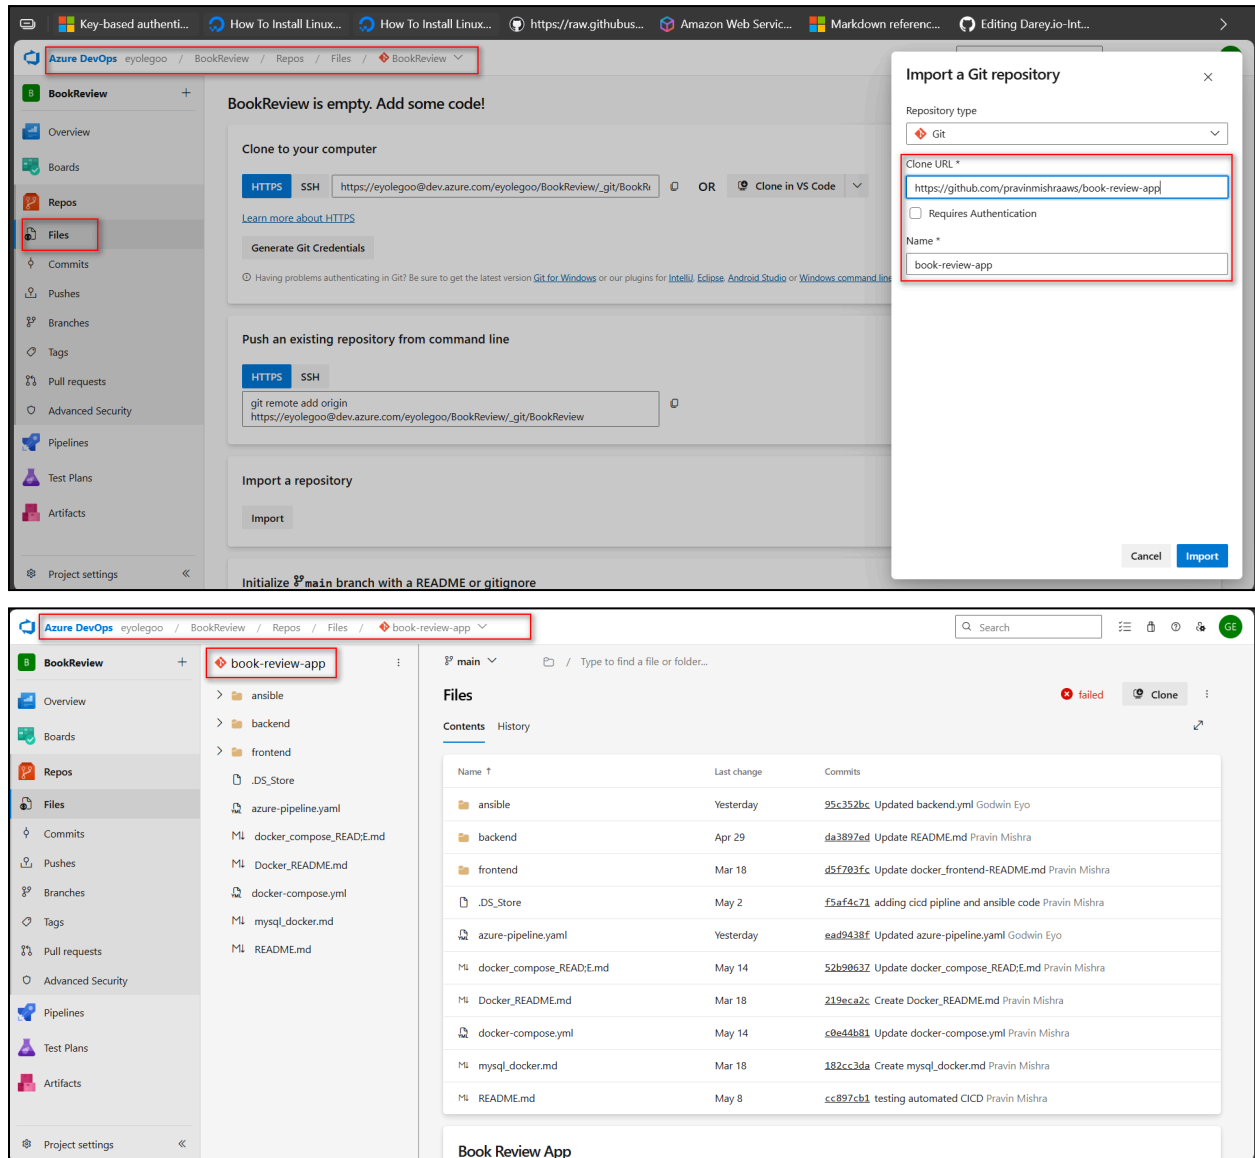 Key-based authenti... How To Install Linux... How To Install Linux... https://raw.githubus... Amazon Web Servic... Markdown referenc... Editing Darey.io-Int...
Azure DevOps eyolegoo / BookReview / Repos / Files / BookReview
B BookReview +
Overview
Boards
Repos
Files
Commits
Pushes
Branches
Tags
Pull requests
Advanced Security
Pipelines
Test Plans
Artifacts
Project settings
BookReview is empty. Add some code!
Clone to your computer
HTTPS SSH https://eyolegoo@dev.azure.com/eyolegoo/BookReview/_git/BookR OR Clone in VS Code
Learn more about HTTPS
Generate Git Credentials
Having problems authenticating in Git? Be sure to get the latest version Git for Windows or our plugins for IntelliJ, Eclipse, Android Studio or Windows command line
Push an existing repository from command line
HTTPS SSH
git remote add origin
https://eyolegoo@dev.azure.com/eyolegoo/BookReview/_git/BookReview
Import a repository
Import
Initialize main branch with a README or gitignore
Import a Git repository
Repository type
Git
Clone URL *
https://github.com/pravinmishraaws/book-review-app
Requires Authentication
Name *
book-review-app
Cancel Import
Azure DevOps eyolegoo / BookReview / Repos / Files / book-review-app
Search
GE
B BookReview +
Overview
Boards
Repos
Files
Commits
Pushes
Branches
Tags
Pull requests
Advanced Security
Pipelines
Test Plans
Artifacts
Project settings
book-review-app
ansible
backend
frontend
.DS_Store
azure-pipeline.yaml
M↓ docker_compose_READ;E.md
M↓ Docker_README.md
docker-compose.yml
M↓ mysql_docker.md
M↓ README.md
main / Type to find a file or folder...
Files failed Clone
Contents History
Name ↑ Last change Commits
ansible Yesterday 95c352bc Updated backend.yml Godwin Eyo
backend Apr 29 da3897ed Update README.md Pravin Mishra
frontend Mar 18 d5f703fc Update docker_frontend-README.md Pravin Mishra
.DS_Store May 2 f5af4c71 adding cicd pipline and ansible code Pravin Mishra
azure-pipeline.yaml Yesterday ead9438f Updated azure-pipeline.yaml Godwin Eyo
M↓ docker_compose_READ;E.md May 14 52b90637 Update docker_compose_READ;E.md Pravin Mishra
M↓ Docker_README.md Mar 18 219eca2c Create Docker_README.md Pravin Mishra
docker-compose.yml May 14 c0e44b81 Update docker-compose.yml Pravin Mishra
M↓ mysql_docker.md Mar 18 182cc3da Create mysql_docker.md Pravin Mishra
M↓ README.md May 8 cc897cb1 testing automated CICD Pravin Mishra
Book Review App